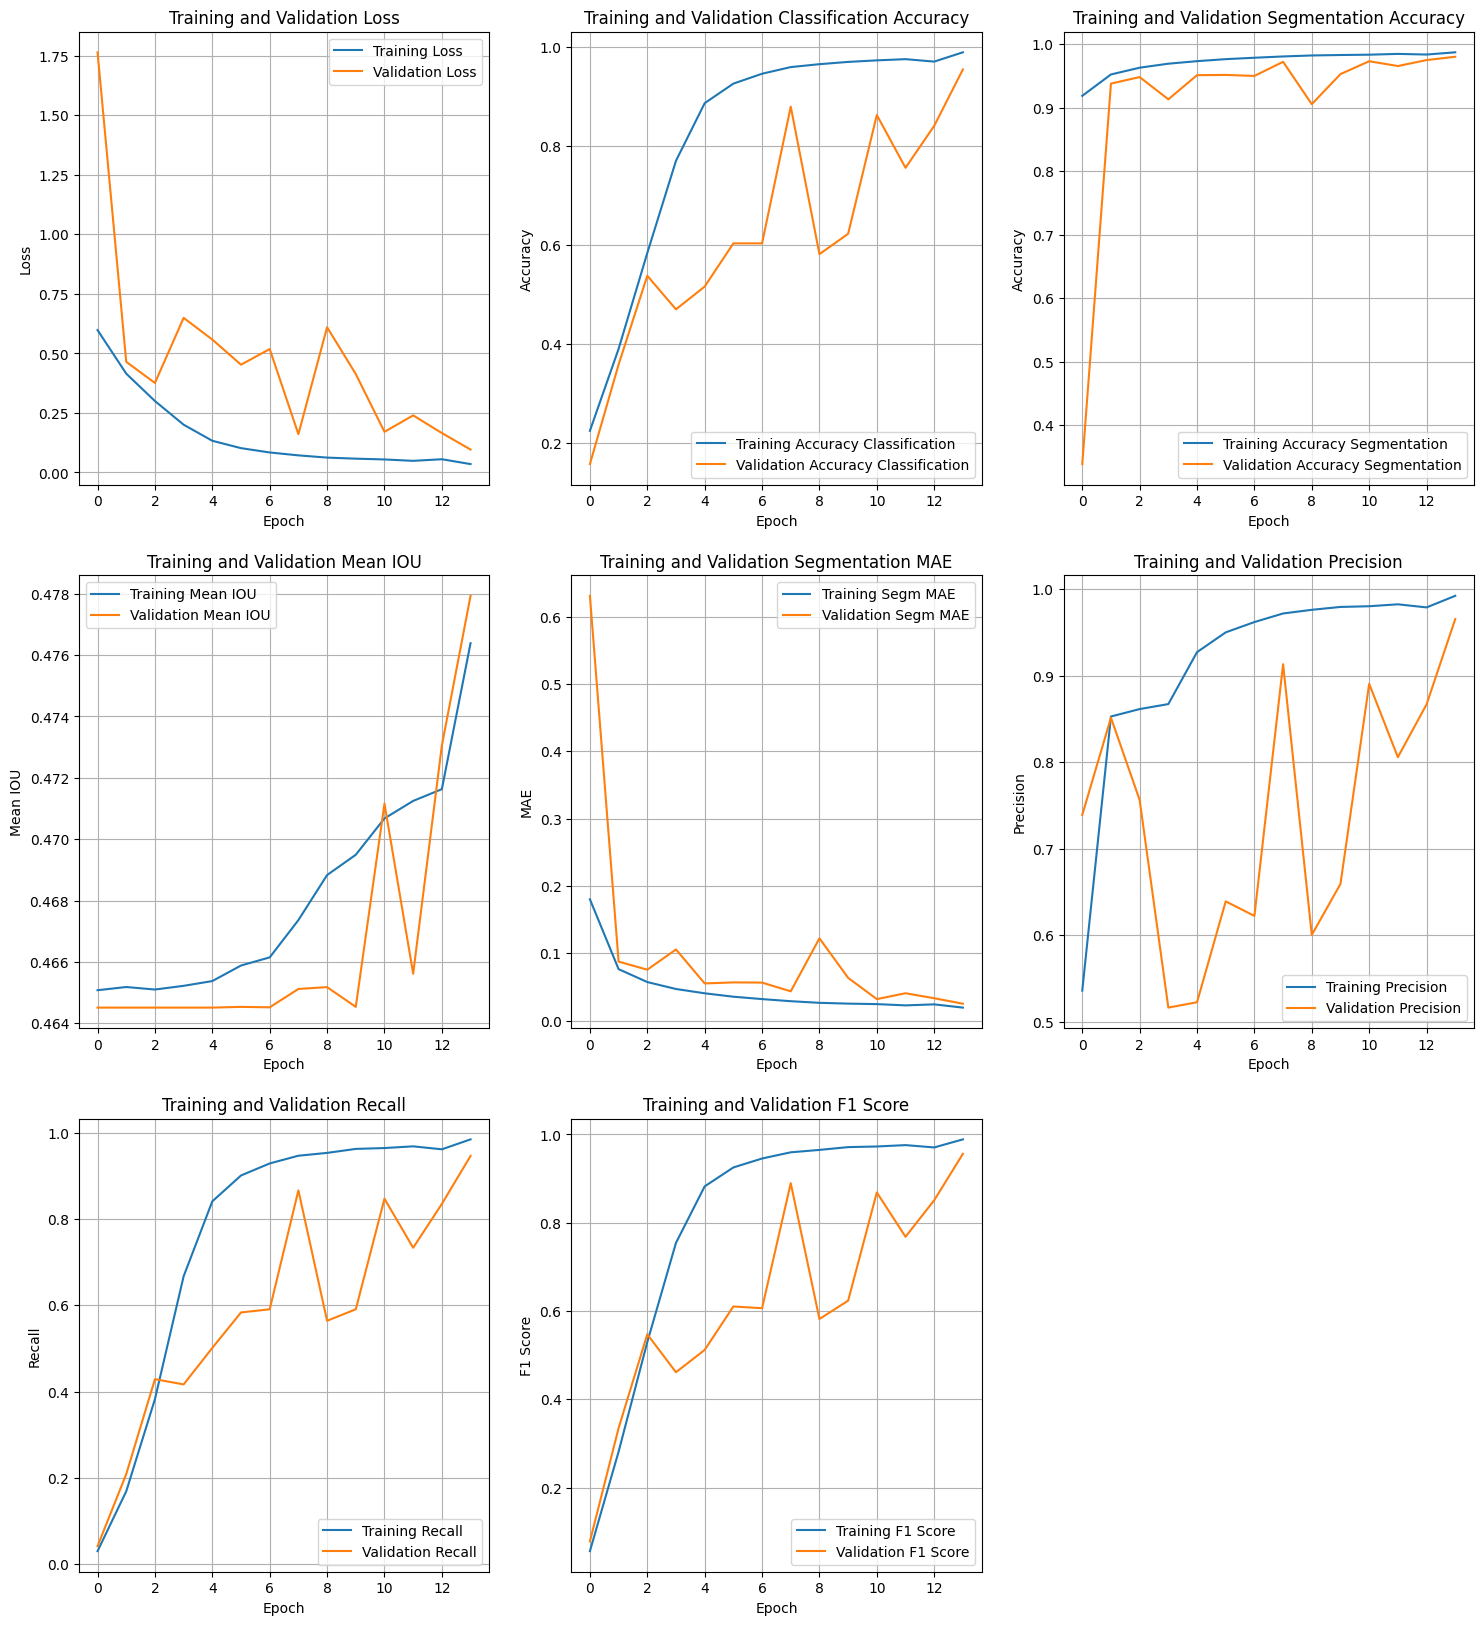 Training and Validation Loss
1.75
1.50
1.25
1.00
0.75
0.50
0.25
0.00
Loss
Training Loss
Validation Loss
0 2 4 6 8 10 12
Epoch
Training and Validation Classification Accuracy
1.0
0.8
0.6
0.4
0.2
Accuracy
Training Accuracy Classification
Validation Accuracy Classification
0 2 4 6 8 10 12
Epoch
Training and Validation Segmentation Accuracy
1.0
0.9
0.8
0.7
0.6
0.5
0.4
Accuracy
Training Accuracy Segmentation
Validation Accuracy Segmentation
0 2 4 6 8 10 12
Epoch
Training and Validation Mean IOU
0.478
0.476
0.474
0.472
0.470
0.468
0.466
0.464
Mean IOU
Training Mean IOU
Validation Mean IOU
0 2 4 6 8 10 12
Epoch
Training and Validation Segmentation MAE
0.6
0.5
0.4
0.3
0.2
0.1
0.0
MAE
Training Segm MAE
Validation Segm MAE
0 2 4 6 8 10 12
Epoch
Training and Validation Precision
1.0
0.9
0.8
0.7
0.6
0.5
Precision
Training Precision
Validation Precision
0 2 4 6 8 10 12
Epoch
Training and Validation Recall
1.0
0.8
0.6
0.4
0.2
0.0
Recall
Training Recall
Validation Recall
0 2 4 6 8 10 12
Epoch
Training and Validation F1 Score
1.0
0.8
0.6
0.4
0.2
F1 Score
Training F1 Score
Validation F1 Score
0 2 4 6 8 10 12
Epoch